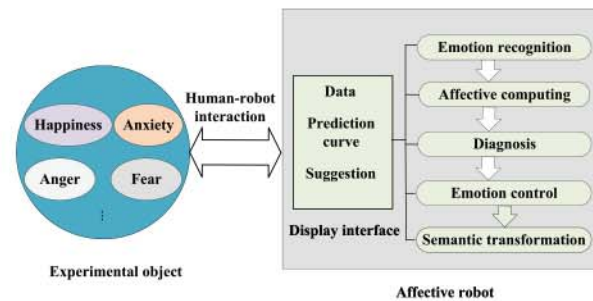 Happiness
Anxiety
Anger
Fear
Experimental object
Human-robot
interaction
Data
Prediction
curve
Suggestion
Display interface
Emotion recognition
Affective computing
Diagnosis
Emotion control
Semantic transformation
Affective robot